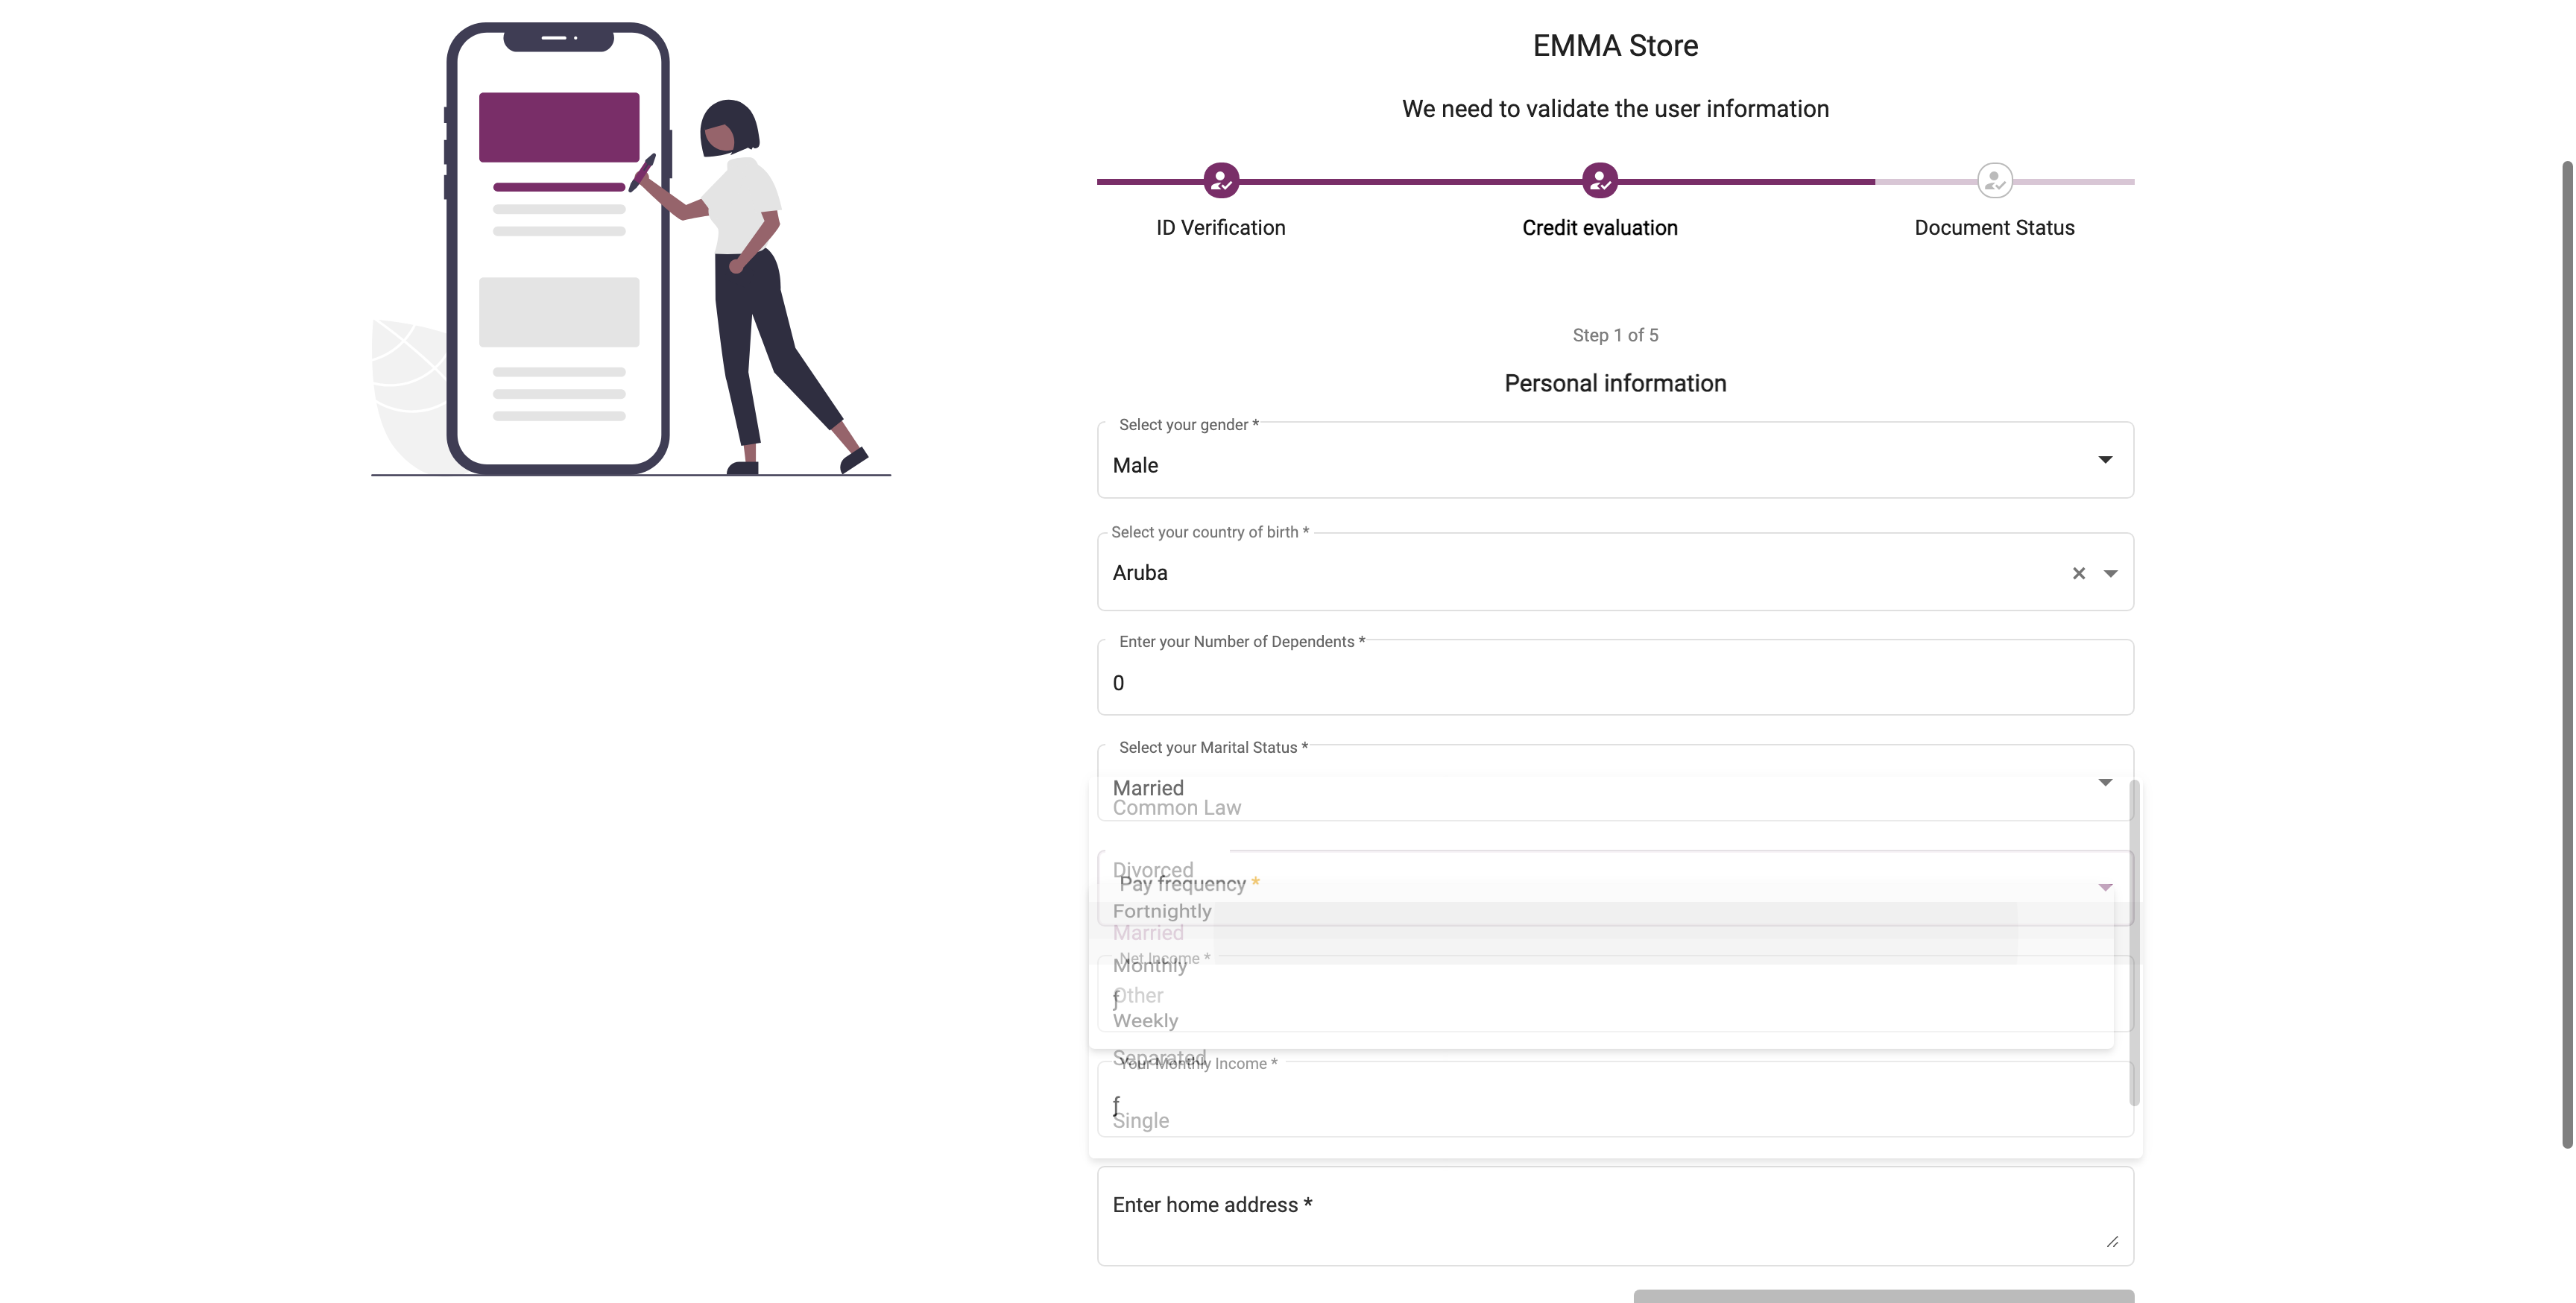 EMMA Store
We need to validate the user information
ID Verification
Credit evaluation
Document Status
Step 1 of 5
Personal information
Select your gender *
Male
Select your country of birth *
Aruba
Enter your Number of Dependents *
0
Select your Marital Status *
Married
Common Law
Divorced
Pay frequency *
Fortnightly
Married
Net Income *
Monthly
Other
ƒ
Weekly
Separated
Your Monthly Income *
ƒ
Single
Enter home address *